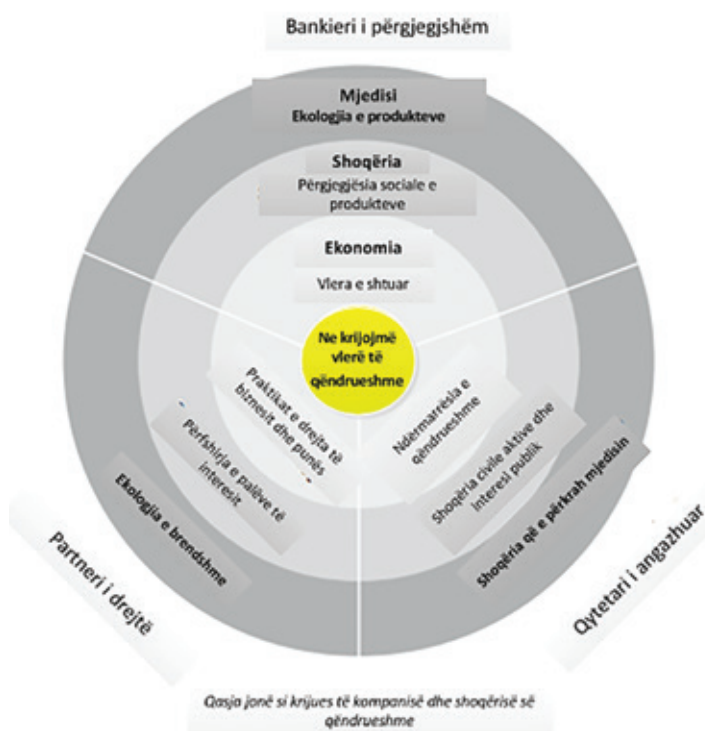 Bankieri i përgjegjshëm
Mjedisi
Ekologjia e produkteve
Shoqëria
Përgjegjësia sociale e
produkteve
Ekonomia
Vlera e shtuar
Ne krijojmë
vlerë të
qëndrueshme
Praktikat e drejta të
biznesit dhe punës
Përfshirja e palëve të
interesit
Ekologjia e brendshme
Partneri i drejtë
Ndërmarrësia e
qëndrueshme
Shoqëria civile aktive dhe
interesi publik
Shoqëria që e përkrah mjedisin
Qytetari i angazhuar
Qasja jonë si krijues të kompanisë dhe shoqërisë së
qëndrueshme